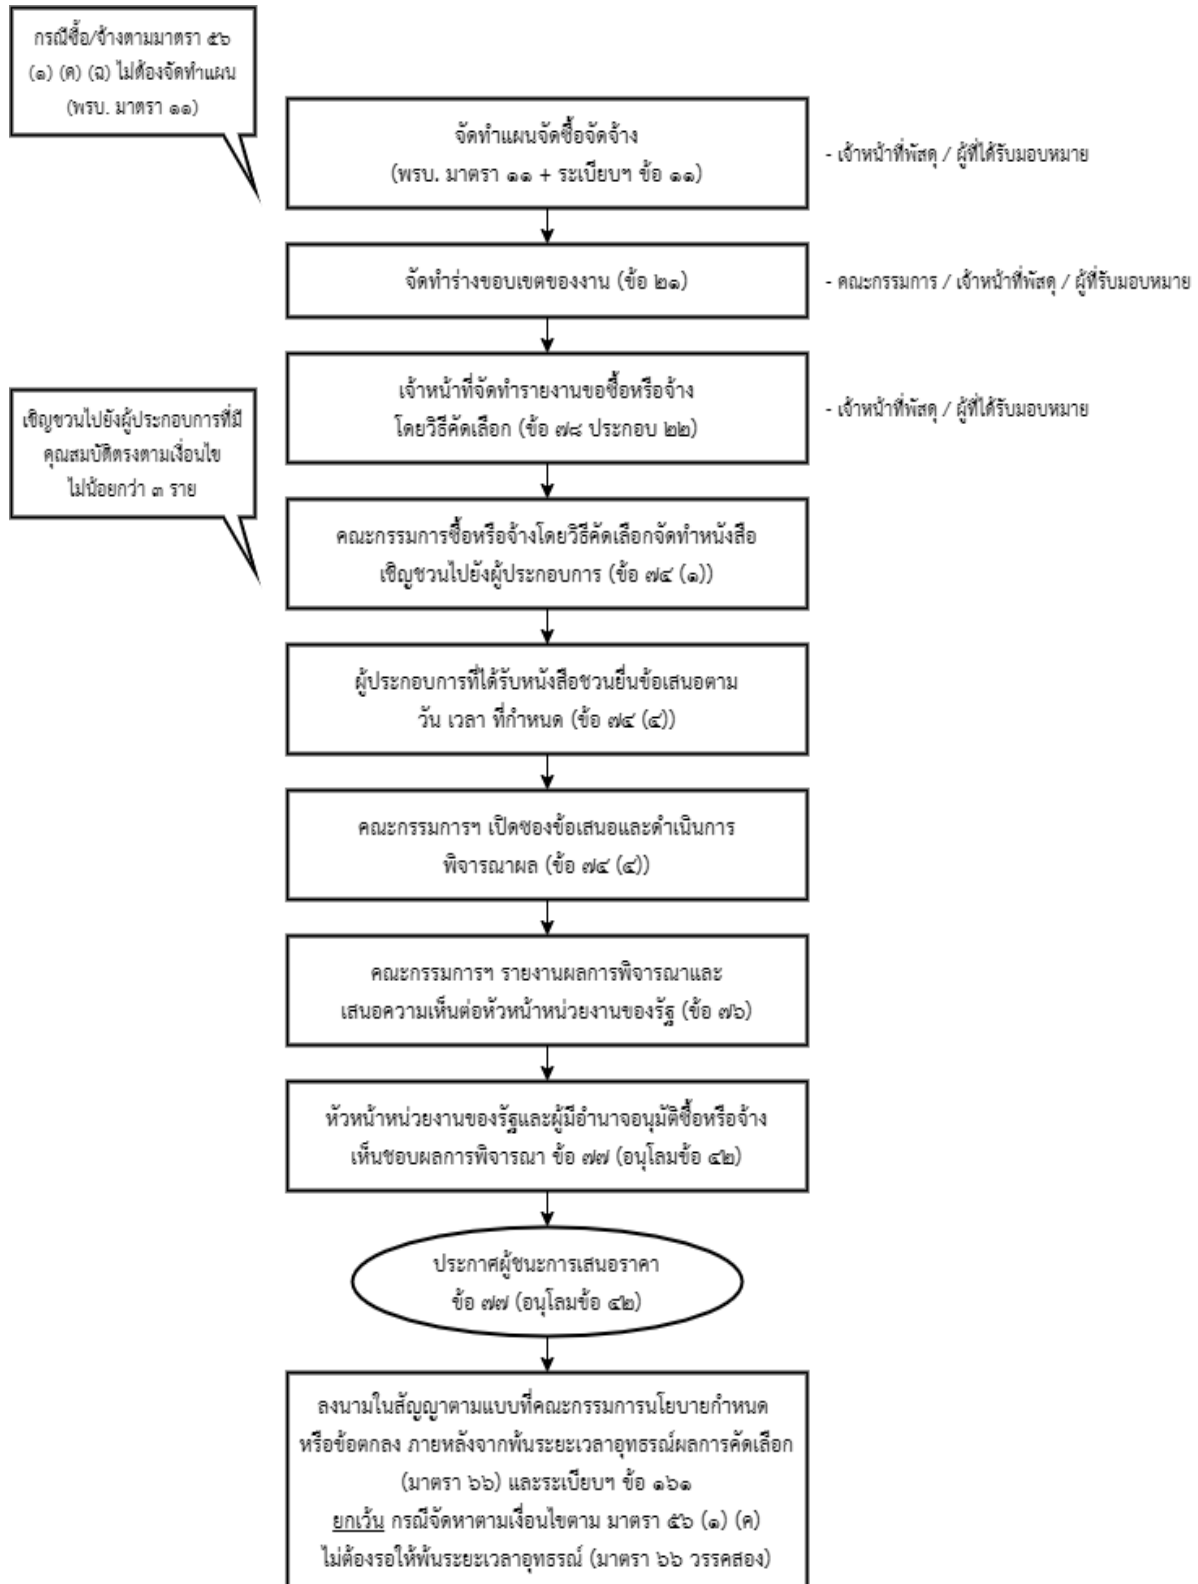 กรณีซื้อ/จ้างตามมาตรา ๕๖
(๑) (ค) (ฉ) ไม่ต้องจัดทำแผน
(พรบ. มาตรา ๑๑)
จัดทำแผนจัดซื้อจัดจ้าง
(พรบ. มาตรา ๑๑ + ระเบียบฯ ข้อ ๑๑)
- เจ้าหน้าที่พัสดุ / ผู้ที่ได้รับมอบหมาย
จัดทำร่างขอบเขตของงาน (ข้อ ๒๑)
- คณะกรรมการ / เจ้าหน้าที่พัสดุ / ผู้ที่รับมอบหมาย
เจ้าหน้าที่จัดทำรายงานขอซื้อหรือจ้าง
โดยวิธีคัดเลือก (ข้อ ๗๘ ประกอบ ๒๒)
- เจ้าหน้าที่พัสดุ / ผู้ที่ได้รับมอบหมาย
เชิญชวนไปยังผู้ประกอบการที่มี
คุณสมบัติตรงตามเงื่อนไข
ไม่น้อยกว่า ๓ ราย
คณะกรรมการซื้อหรือจ้างโดยวิธีคัดเลือกจัดทำหนังสือ
เชิญชวนไปยังผู้ประกอบการ (ข้อ ๗๔ (๑))
ผู้ประกอบการที่ได้รับหนังสือชวนยื่นข้อเสนอตาม
วัน เวลา ที่กำหนด (ข้อ ๗๔ (๔))
คณะกรรมการฯ เปิดซองข้อเสนอและดำเนินการ
พิจารณาผล (ข้อ ๗๔ (๔))
คณะกรรมการฯ รายงานผลการพิจารณาและ
เสนอความเห็นต่อหัวหน้าหน่วยงานของรัฐ (ข้อ ๗๖)
หัวหน้าหน่วยงานของรัฐและผู้มีอำนาจอนุมัติซื้อหรือจ้าง
เห็นชอบผลการพิจารณา ข้อ ๗๗ (อนุโลมข้อ ๔๒)
ประกาศผู้ชนะการเสนอราคา
ข้อ ๗๗ (อนุโลมข้อ ๔๒)
ลงนามในสัญญาตามแบบที่คณะกรรมการนโยบายกำหนด
หรือข้อตกลง ภายหลังจากพ้นระยะเวลาอุทธรณ์ผลการคัดเลือก
(มาตรา ๖๖) และระเบียบฯ ข้อ ๑๖๑
ยกเว้น กรณีจัดหาตามเงื่อนไขตาม มาตรา ๕๖ (๑) (ค)
ไม่ต้องรอให้พ้นระยะเวลาอุทธรณ์ (มาตรา ๖๖ วรรคสอง)